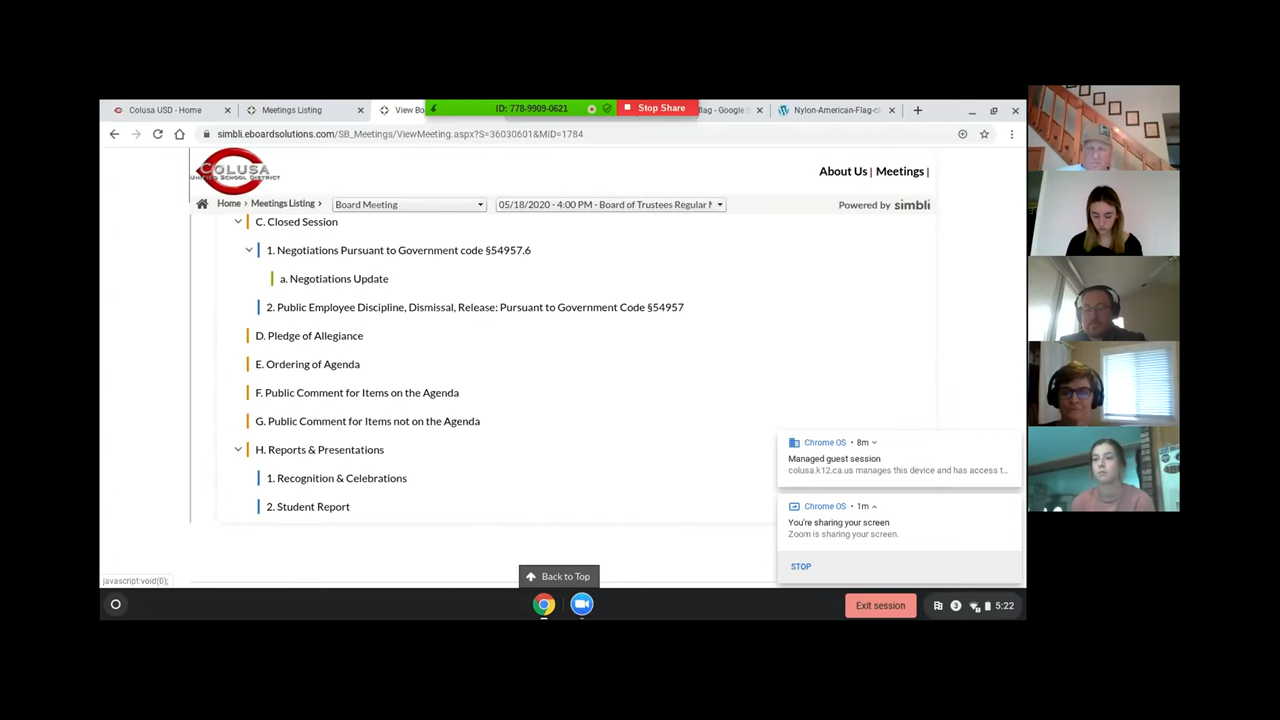 Colusa USD - Home
Meetings Listing
View Bo
ID: 778-9909-0621
Stop Share
flag - Google S
Nylon-American-Flag-c
simbli.eboardsolutions.com/SB_Meetings/ViewMeeting.aspx?S=36030601&MID=1784
COLUSA
UNIFIED SCHOOL DISTRICT
About Us | Meetings |
Home > Meetings Listing >
Board Meeting
05/18/2020 - 4:00 PM - Board of Trustees Regular M
Powered by simbli
C. Closed Session
1. Negotiations Pursuant to Government code §54957.6
a. Negotiations Update
2. Public Employee Discipline, Dismissal, Release: Pursuant to Government Code §54957
D. Pledge of Allegiance
E. Ordering of Agenda
F. Public Comment for Items on the Agenda
G. Public Comment for Items not on the Agenda
H. Reports & Presentations
1. Recognition & Celebrations
2. Student Report
Chrome OS • 8m
Managed guest session
colusa.k12.ca.us manages this device and has access t...
Chrome OS • 1m
You're sharing your screen
Zoom is sharing your screen.
STOP
Back to Top
javascript:void(0);
Exit session
3
5:22